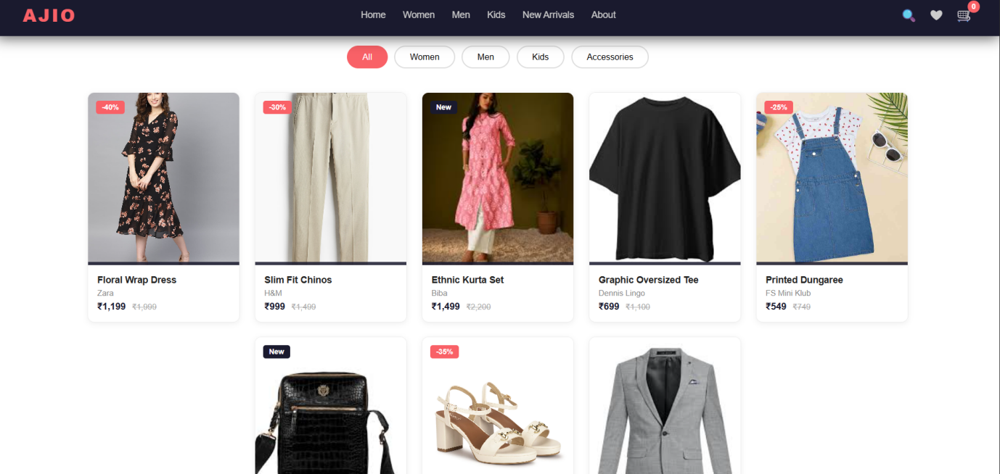 AJIO
Home Women Men Kids New Arrivals About
0
All Women Men Kids Accessories
-40%
Floral Wrap Dress
Zara
₹1,199 ₹1,999
-30%
Slim Fit Chinos
H&M
₹999 ₹1,499
New
Ethnic Kurta Set
Biba
₹1,499 ₹2,200
Graphic Oversized Tee
Dennis Lingo
₹699 ₹1,100
-25%
Printed Dungaree
FS Mini Klub
₹549 ₹749
New
-35%